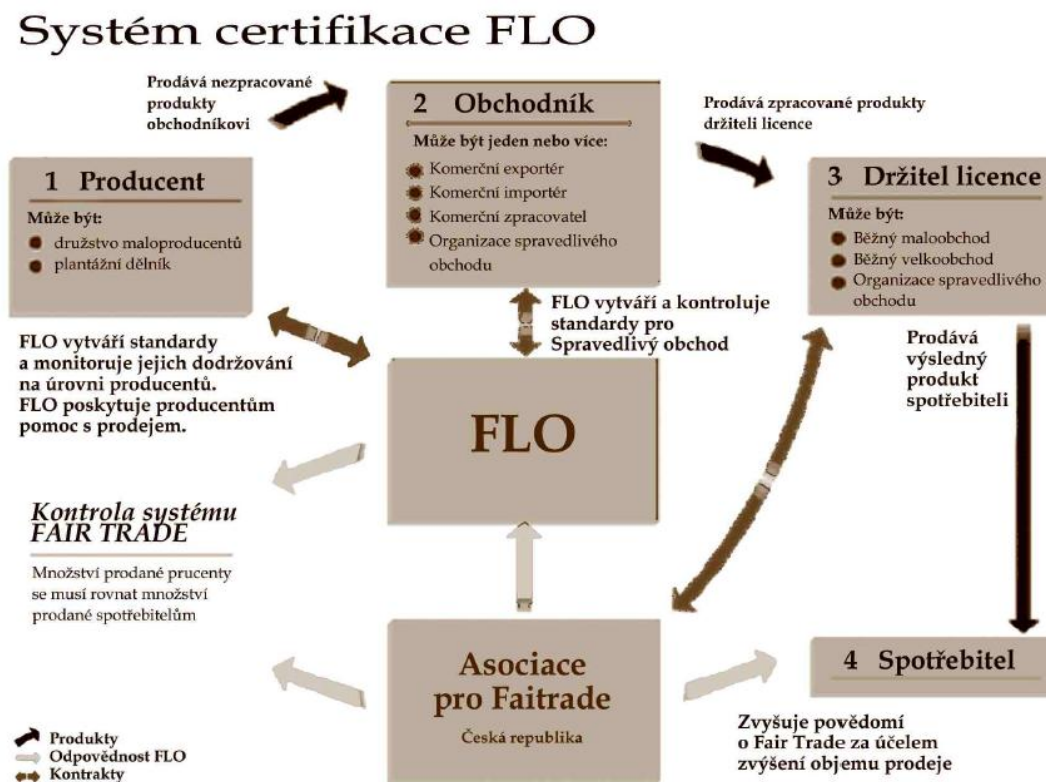 Systém certifikace FLO
Prodává nezpracované
produkty
obchodníkovi
2 Obchodník
Může být jeden nebo více:
Komerční exportér
Komerční importér
Komerční zpracovatel
Organizace spravedlivého
obchodu
Prodává zpracované produkty
držiteli licence
1 Producent
Může být:
družstvo maloproducentů
plantážní dělník
3 Držitel licence
Může být:
Běžný maloobchod
Běžný velkoobchod
Organizace spravedlivého
obchodu
FLO vytváří standardy
a monitoruje jejich dodržování
na úrovni producentů.
FLO poskytuje producentům
pomoc s prodejem.
FLO vytváří a kontroluje
standardy pro
Spravedlivý obchod
Prodává
výsledný
produkt
spotřebiteli
FLO
Kontrola systému
FAIR TRADE
Množství prodané prucenty
se musí rovnat množství
prodané spotřebitelům
Asociace
pro Faitrade
Česká republika
4 Spotřebitel
Zvyšuje povědomí
o Fair Trade za účelem
zvýšení objemu prodeje
Produkty
Odpovědnost FLO
Kontrakty